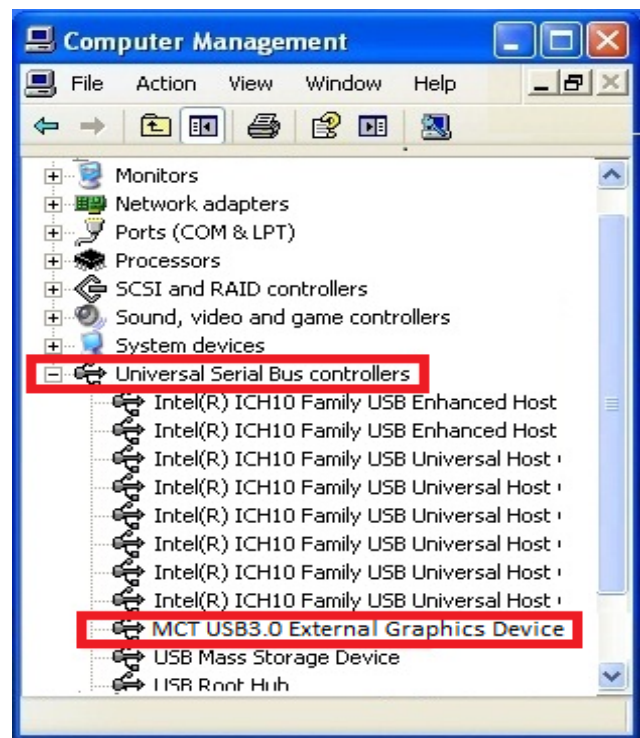 Computer Management
File Action View Window Help
Monitors
Network adapters
Ports (COM & LPT)
Processors
SCSI and RAID controllers
Sound, video and game controllers
System devices
Universal Serial Bus controllers
Intel(R) ICH10 Family USB Enhanced Host
Intel(R) ICH10 Family USB Enhanced Host
Intel(R) ICH10 Family USB Universal Host
Intel(R) ICH10 Family USB Universal Host
Intel(R) ICH10 Family USB Universal Host
Intel(R) ICH10 Family USB Universal Host
Intel(R) ICH10 Family USB Universal Host
Intel(R) ICH10 Family USB Universal Host
MCT USB3.0 External Graphics Device
USB Mass Storage Device
USB Root Hub